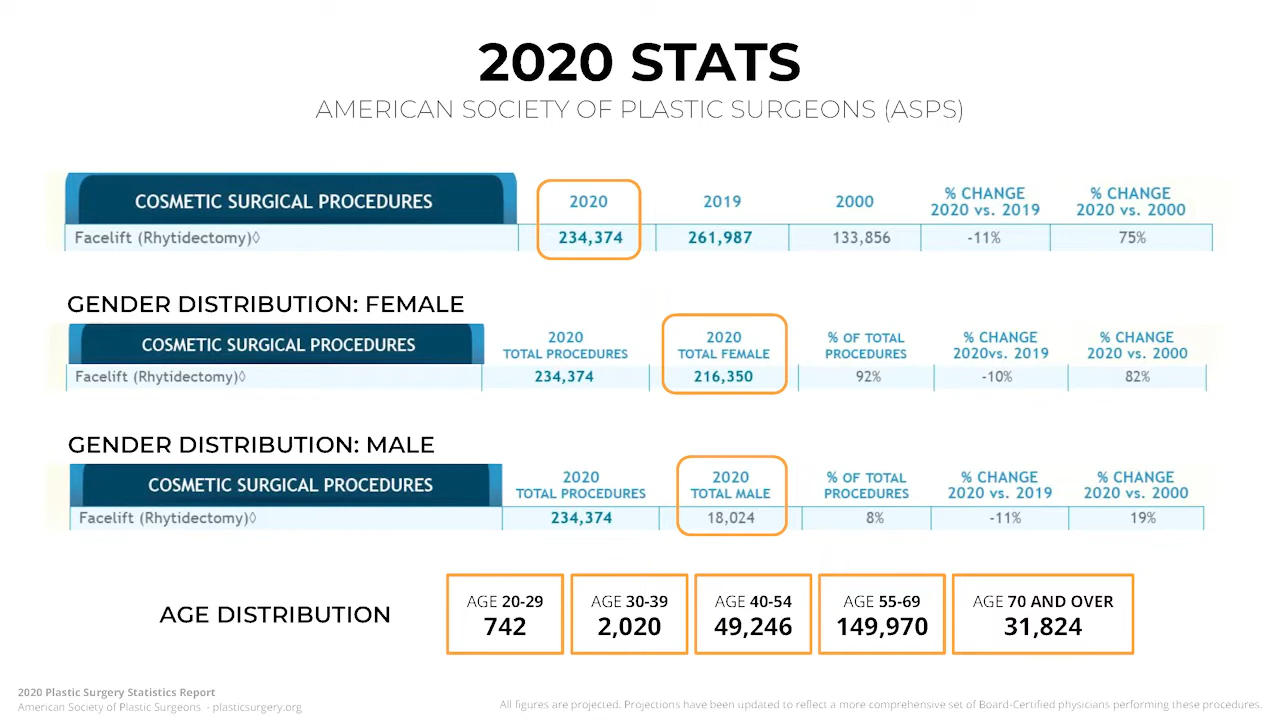 2020 STATS
AMERICAN SOCIETY OF PLASTIC SURGEONS (ASPS)
COSMETIC SURGICAL PROCEDURES 2020 2019 2000 % CHANGE 2020 vs. 2019 % CHANGE 2020 vs. 2000
Facelift (Rhytidectomy)◊ 234,374 261,987 133,856 -11% 75%
GENDER DISTRIBUTION: FEMALE
COSMETIC SURGICAL PROCEDURES 2020 TOTAL PROCEDURES 2020 TOTAL FEMALE % OF TOTAL PROCEDURES % CHANGE 2020vs. 2019 % CHANGE 2020 vs. 2000
Facelift (Rhytidectomy)◊ 234,374 216,350 92% -10% 82%
GENDER DISTRIBUTION: MALE
COSMETIC SURGICAL PROCEDURES 2020 TOTAL PROCEDURES 2020 TOTAL MALE % OF TOTAL PROCEDURES % CHANGE 2020 vs. 2019 % CHANGE 2020 vs. 2000
Facelift (Rhytidectomy)◊ 234,374 18,024 8% -11% 19%
AGE DISTRIBUTION
AGE 20-29
742
AGE 30-39
2,020
AGE 40-54
49,246
AGE 55-69
149,970
AGE 70 AND OVER
31,824
2020 Plastic Surgery Statistics Report
American Society of Plastic Surgeons - plasticsurgery.org
All figures are projected. Projections have been updated to reflect a more comprehensive set of Board-Certified physicians performing these procedures.